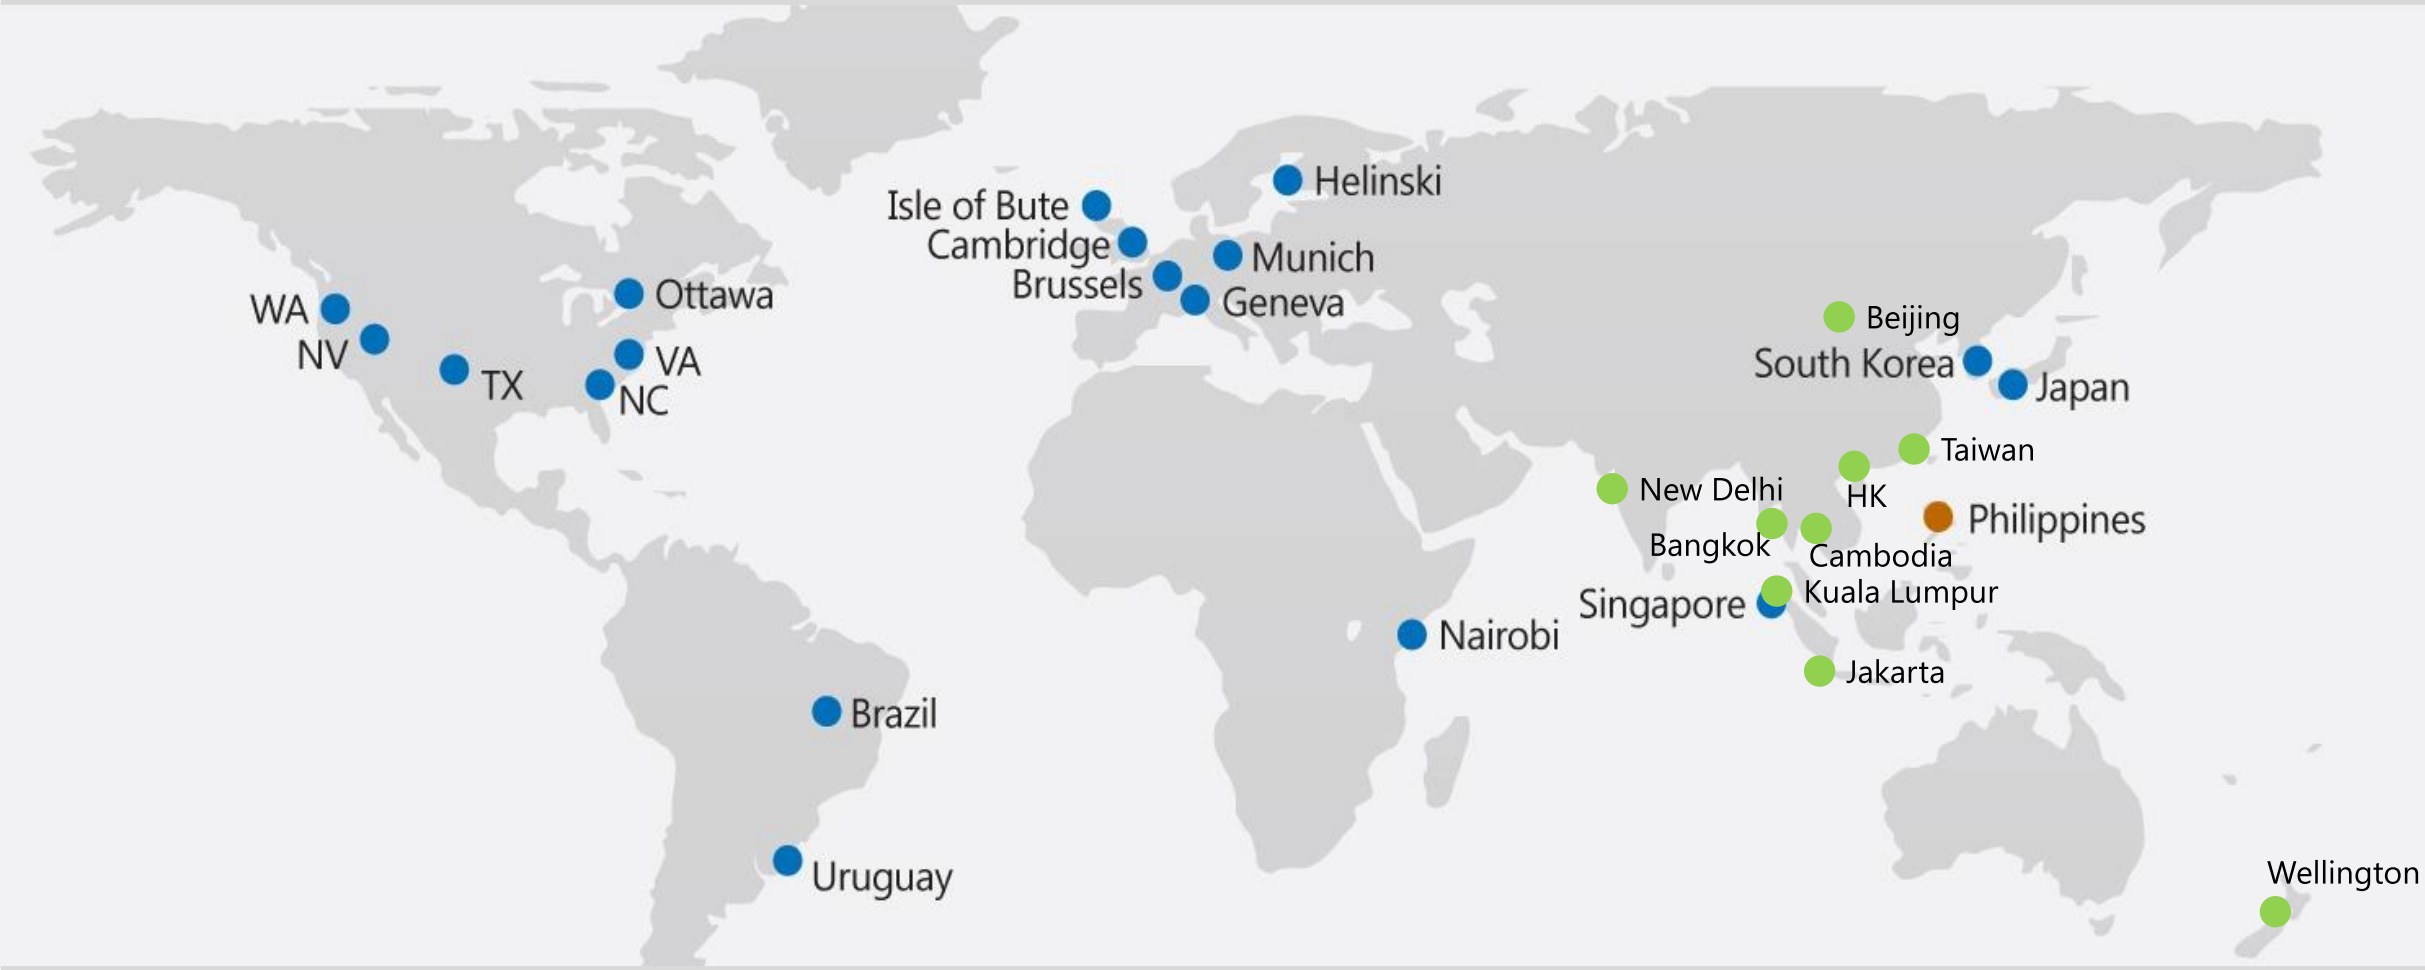 Helinski
Isle of Bute
Cambridge
Munich
Brussels
Geneva
Ottawa
WA
NV
VA
TX
NC
Beijing
South Korea
Japan
Taiwan
New Delhi
HK
Philippines
Bangkok
Cambodia
Kuala Lumpur
Singapore
Nairobi
Jakarta
Brazil
Uruguay
Wellington